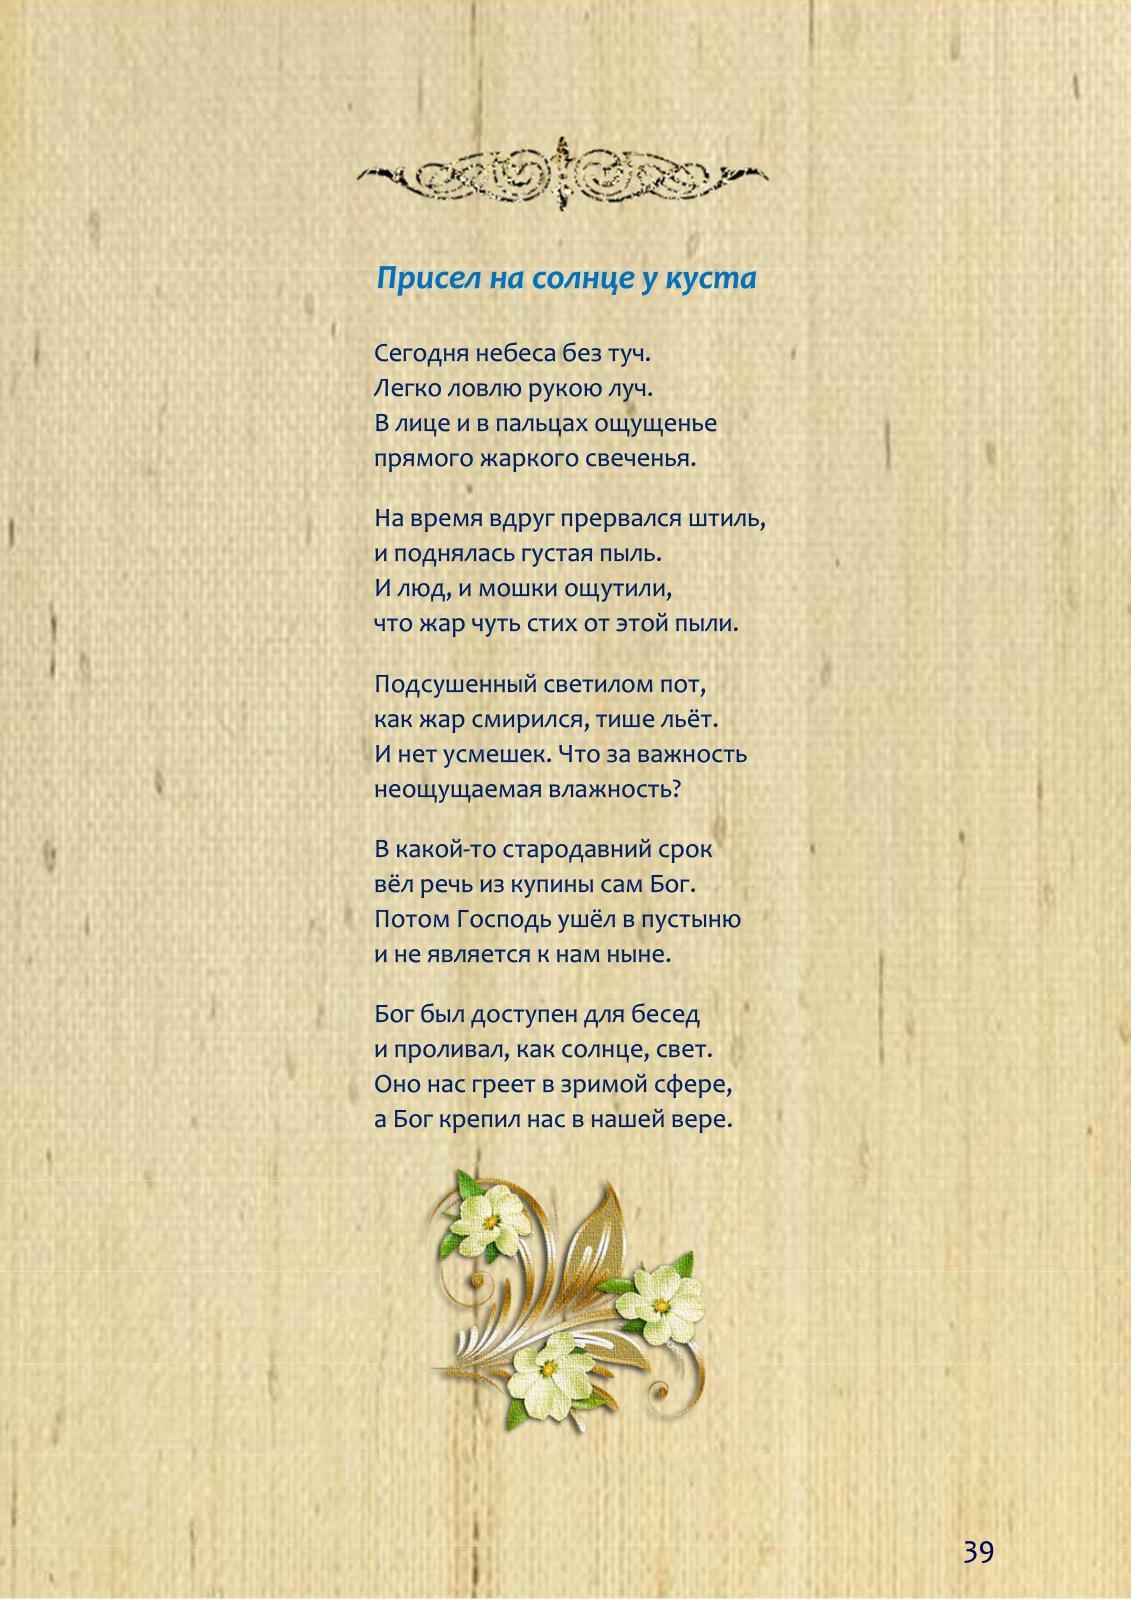 Присел на солнце у куста
Сегодня небеса без туч.
Легко ловлю рукою луч.
В лице и в пальцах ощущенье
прямого жаркого свеченья.
На время вдруг прервался штиль,
и поднялась густая пыль.
И люд, и мошки ощутили,
что жар чуть стих от этой пыли.
Подсушенный светилом пот,
как жар смирился, тише льёт.
И нет усмешек. Что за важность
неощущаемая влажность?
В какой-то стародавний срок
вёл речь из купины сам Бог.
Потом Господь ушёл в пустыню
и не является к нам ныне.
Бог был доступен для бесед
и проливал, как солнце, свет.
Оно нас греет в зримой сфере,
а Бог крепил нас в нашей вере.
39